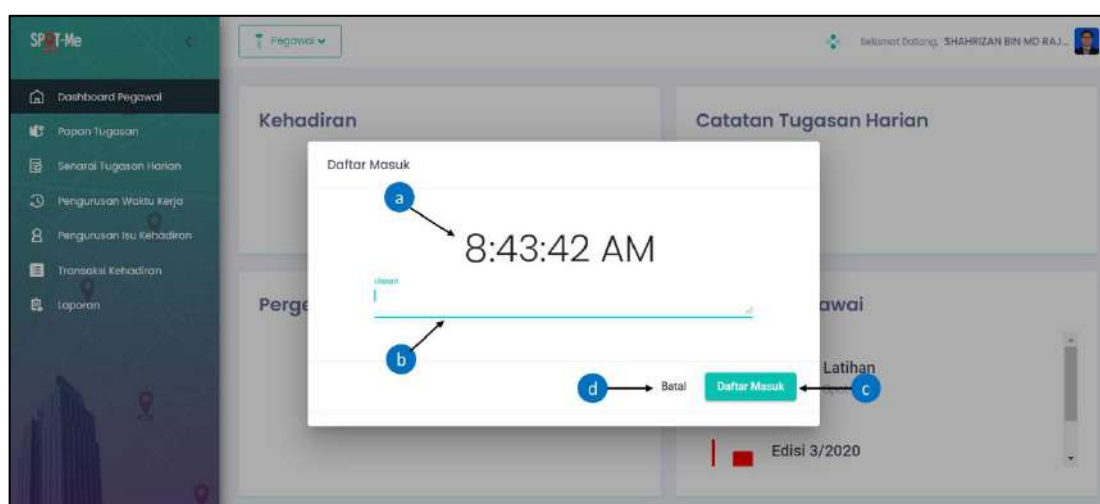 SPOT-Me
Pegawai
Selamat Datang, SHAHRIZAN BIN MD RAJ...
Dashboard Pegawai
Papan Tugasan
Senarai Tugasan Harian
Pengurusan Waktu Kerja
Pengurusan Isu Kehadiran
Transaksi Kehadiran
Laporan
Kehadiran
Catatan Tugasan Harian
Daftar Masuk
a
8:43:42 AM
Ulasan
b
Perge
awai
Latihan
d
Batal
Daftar Masuk
c
Edisi 3/2020